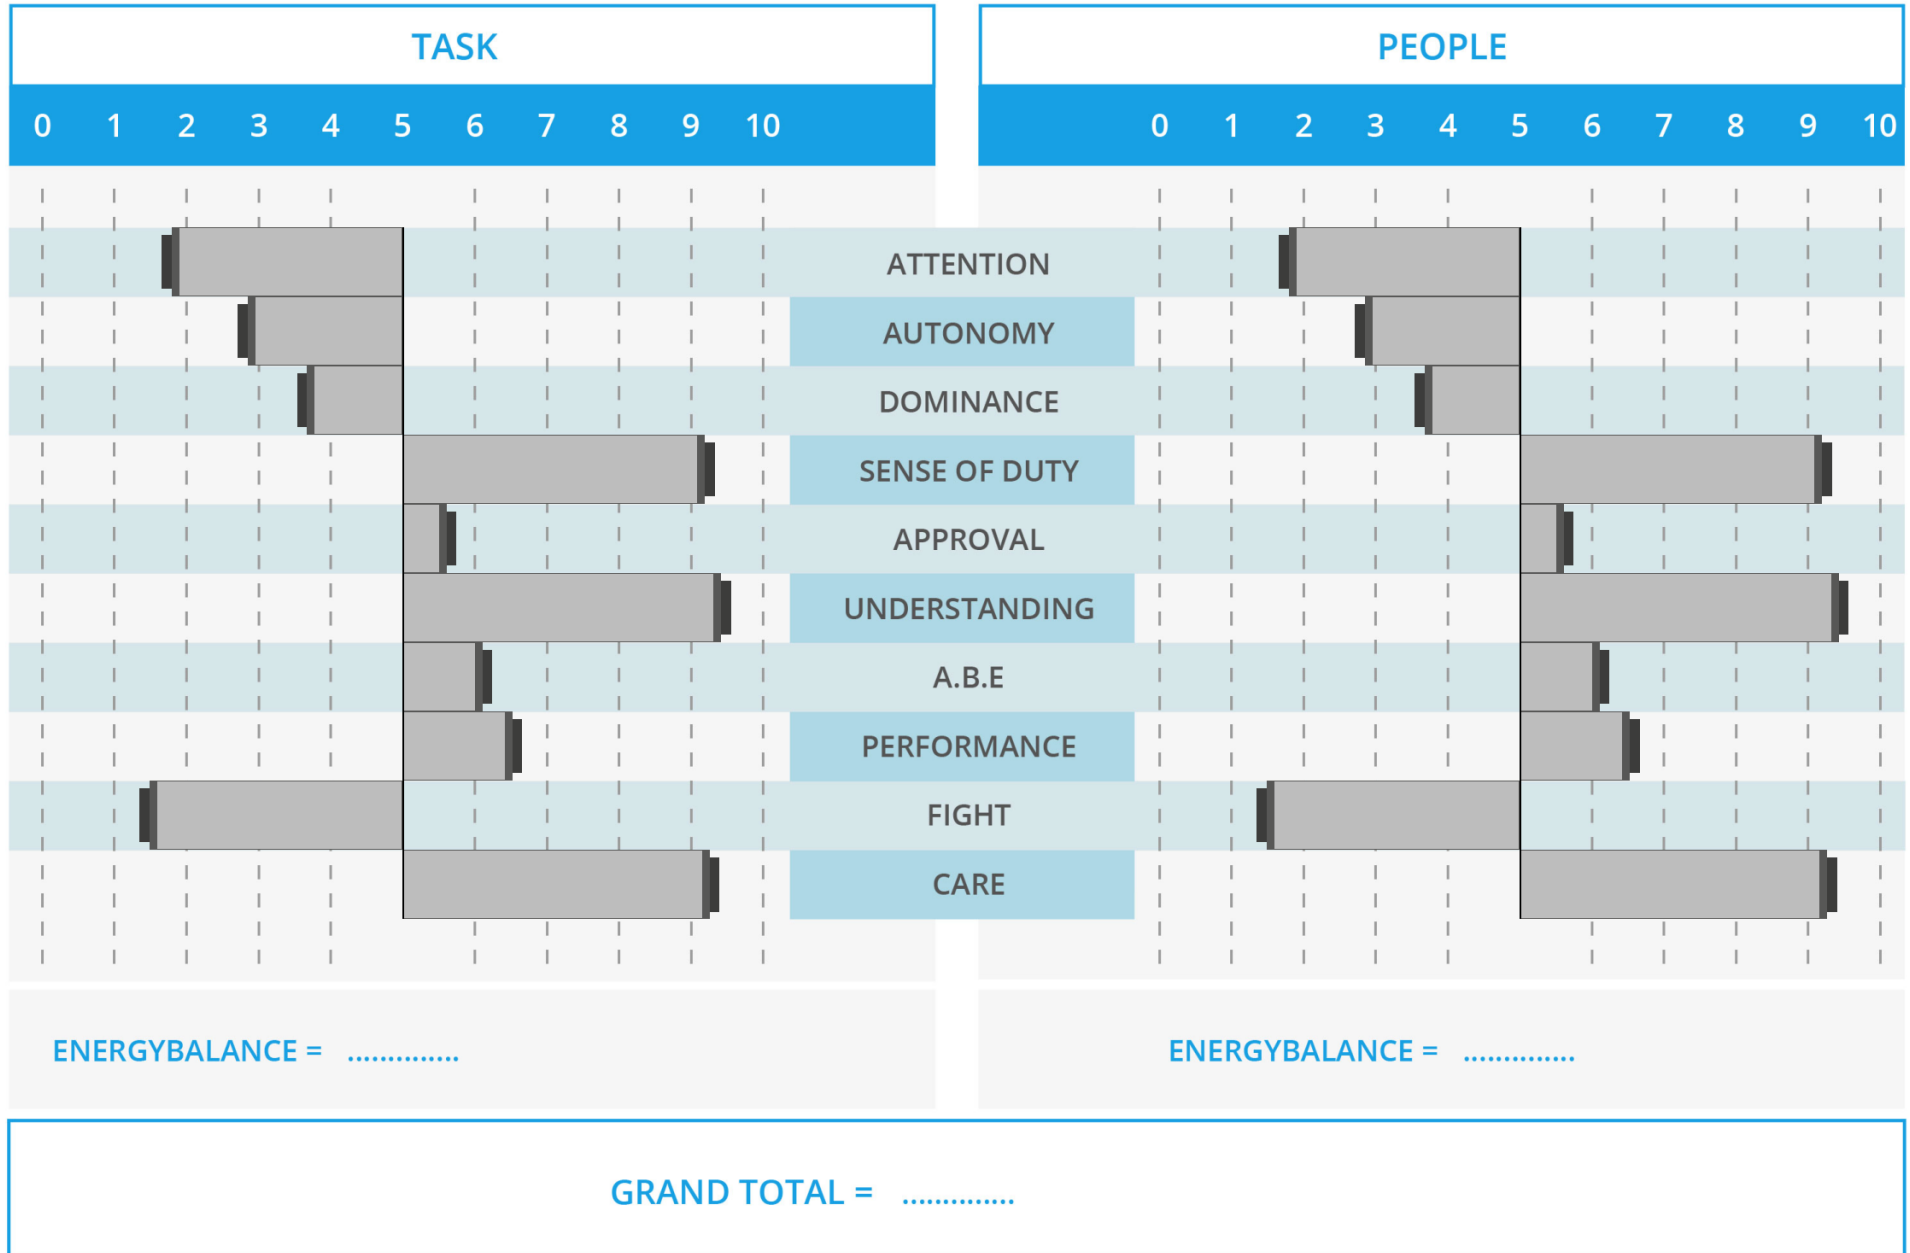 TASK
PEOPLE
0 1 2 3 4 5 6 7 8 9 10
0 1 2 3 4 5 6 7 8 9 10
ATTENTION
AUTONOMY
DOMINANCE
SENSE OF DUTY
APPROVAL
UNDERSTANDING
A.B.E
PERFORMANCE
FIGHT
CARE
ENERGYBALANCE = ..............
ENERGYBALANCE = ..............
GRAND TOTAL = ..............